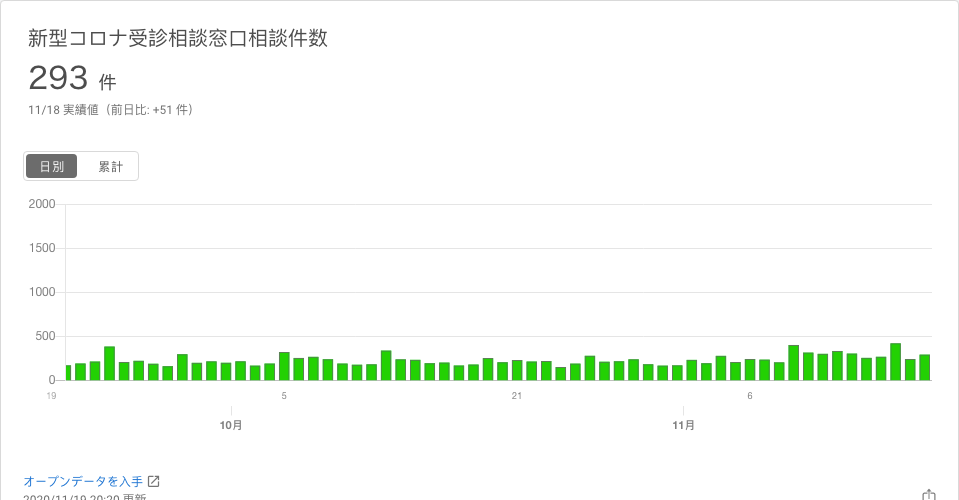 新型コロナ受診相談窓口相談件数
293 件
11/18 実績値（前日比: +51 件）
日別 累計
2000
1500
1000
500
0
19 5 21 6
10月 11月
オープンデータを入手
2020/11/19 20:20 更新